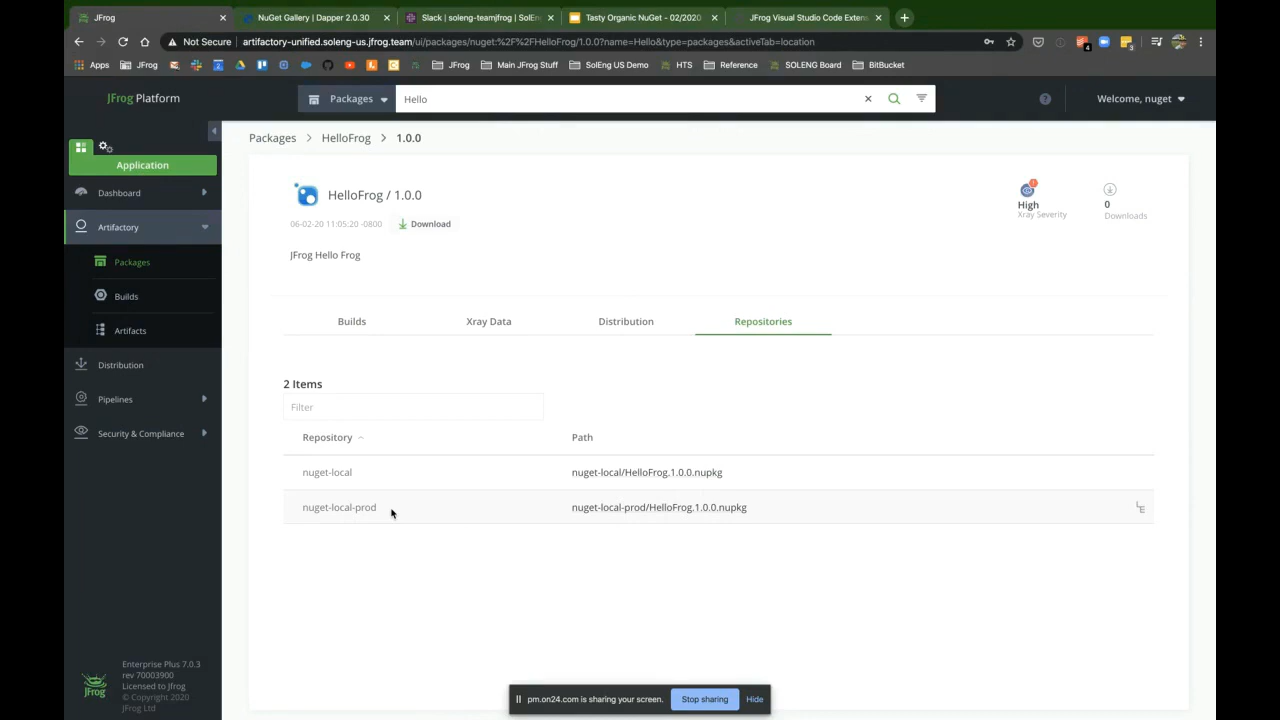 JFrog
NuGet Gallery | Dapper 2.0.30
Slack | soleng-teamjfrog | SolEn
Tasty Organic NuGet - 02/2020
JFrog Visual Studio Code Exten
Not Secure | artifactory-unified.soleng-us.jfrog.team/ui/packages/nuget:%2F%2FHelloFrog/1.0.0?name=Hello&type=packages&activeTab=location
Apps
JFrog
JFrog
Main JFrog Stuff
SolEng US Demo
HTS
Reference
SOLENG Board
BitBucket
JFrog Platform
Packages
Hello
Welcome, nuget
Application
Dashboard
Artifactory
Packages
Builds
Artifacts
Distribution
Pipelines
Security & Compliance
Enterprise Plus 7.0.3
rev 70003900
Licensed to Jfrog
© Copyright 2020
JFrog Ltd
JFrog
Packages > HelloFrog > 1.0.0
HelloFrog / 1.0.0
06-02-20 11:05:20 -0800
Download
JFrog Hello Frog
High
Xray Severity
0
Downloads
Builds
Xray Data
Distribution
Repositories
2 Items
Filter
Repository
Path
nuget-local
nuget-local/HelloFrog.1.0.0.nupkg
nuget-local-prod
nuget-local-prod/HelloFrog.1.0.0.nupkg
pm.on24.com is sharing your screen.
Stop sharing
Hide